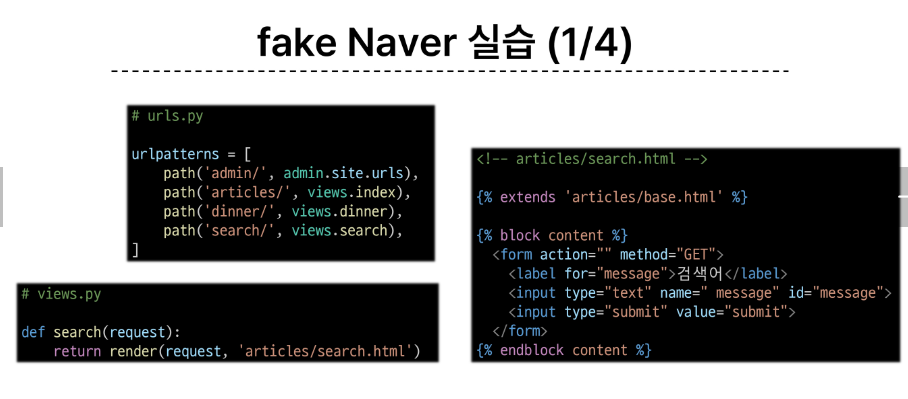 fake Naver 실습 (1/4)
# urls.py
urlpatterns = [
    path('admin/', admin.site.urls),
    path('articles/', views.index),
    path('dinner/', views.dinner),
    path('search/', views.search),
]
# views.py
def search(request):
    return render(request, 'articles/search.html')
<!-- articles/search.html -->
{% extends 'articles/base.html' %}
{% block content %}
  <form action="" method="GET">
    <label for="message">검색어</label>
    <input type="text" name=" message" id="message">
    <input type="submit" value="submit">
  </form>
{% endblock content %}